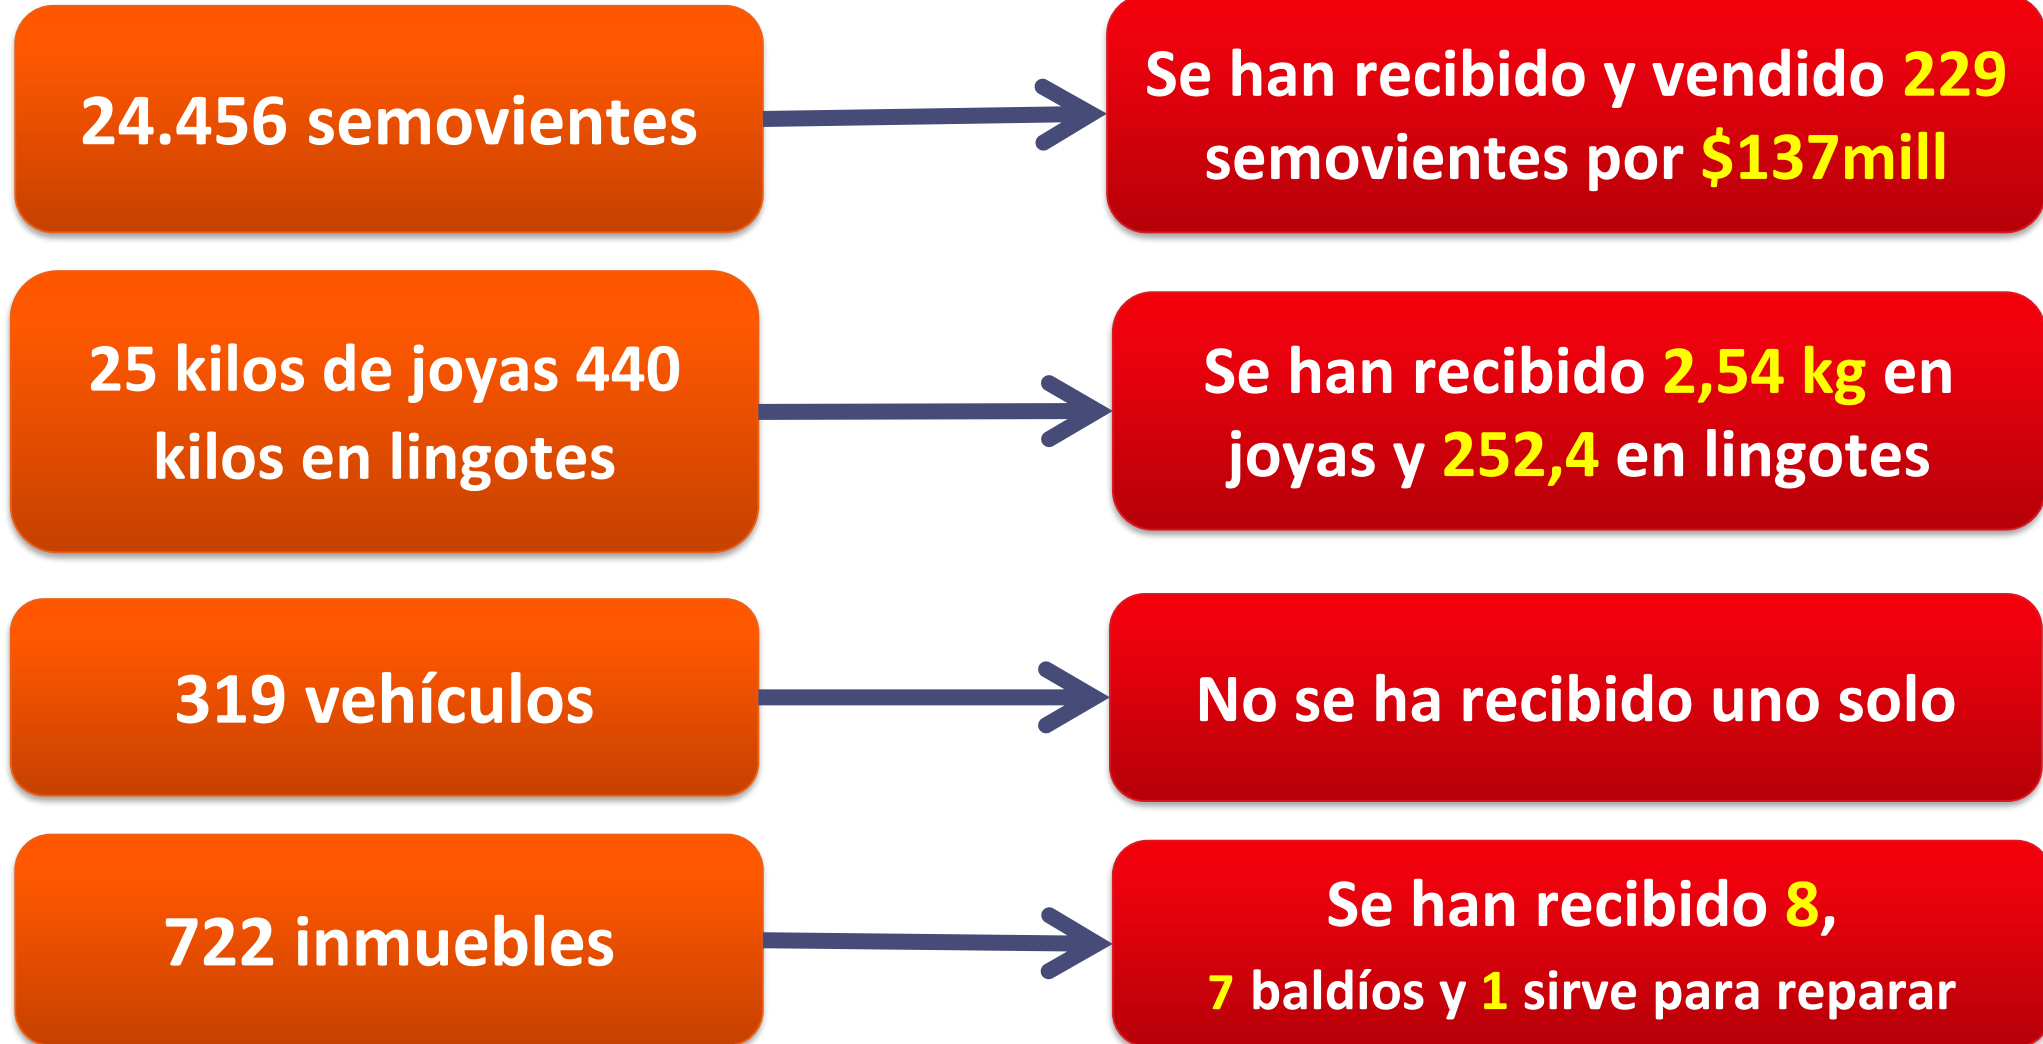 24.456 semovientes
Se han recibido y vendido 229
semovientes por $137mill
25 kilos de joyas 440
kilos en lingotes
Se han recibido 2,54 kg en
joyas y 252,4 en lingotes
319 vehículos
No se ha recibido uno solo
722 inmuebles
Se han recibido 8,
7 baldíos y 1 sirve para reparar